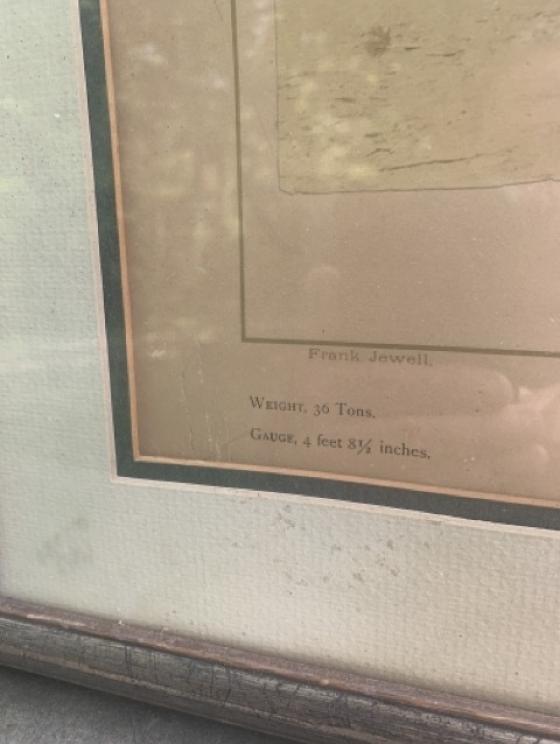 Frank Jewell.
Weight, 36 Tons.
Gauge, 4 feet 8½ inches.